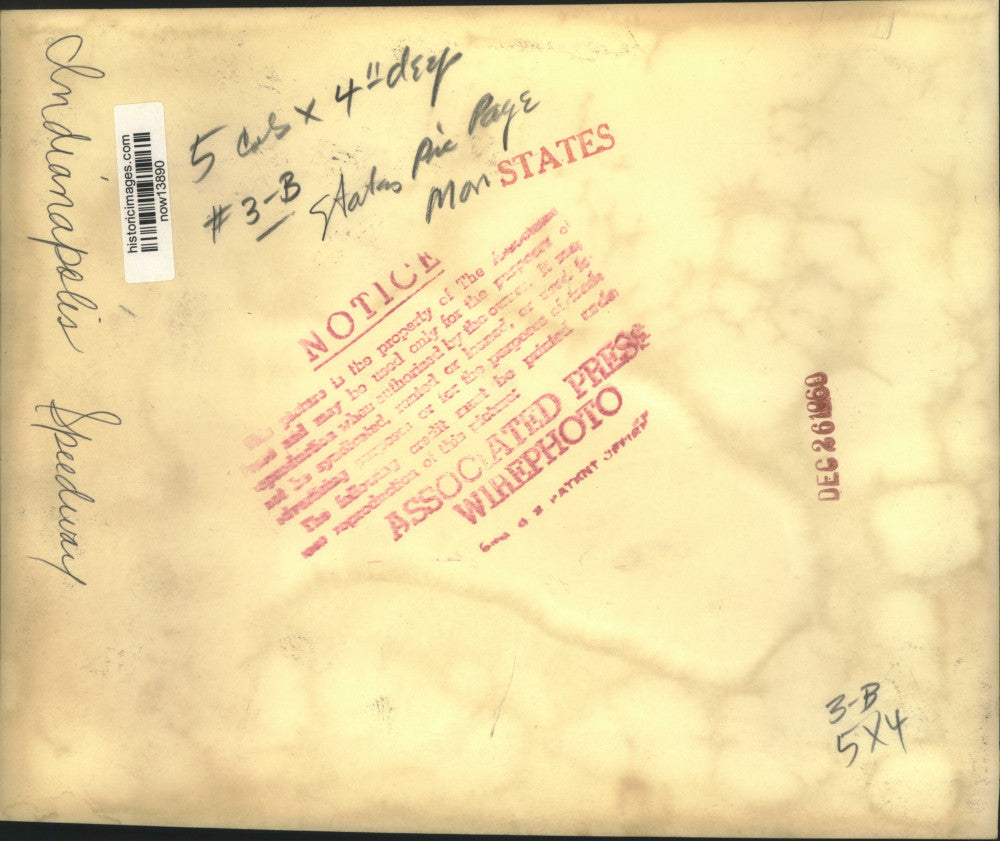 Indianapolis Speedway
historicimages.com
now13890
5 cols x 4" deep
#3-B States Pic Page
Mon STATES
NOTICE
This picture is the property of The Associated
Press and may be used only for the purposes of
reproduction when authorized by the owner. It may
not be syndicated, rented or loaned, or used for
advertising purposes or for the purposes of trade
The following credit must be printed under
any reproduction of this picture:
ASSOCIATED PRESS
WIREPHOTO
PATENT OFFICE
DEC 26 1960
3-B
5X4